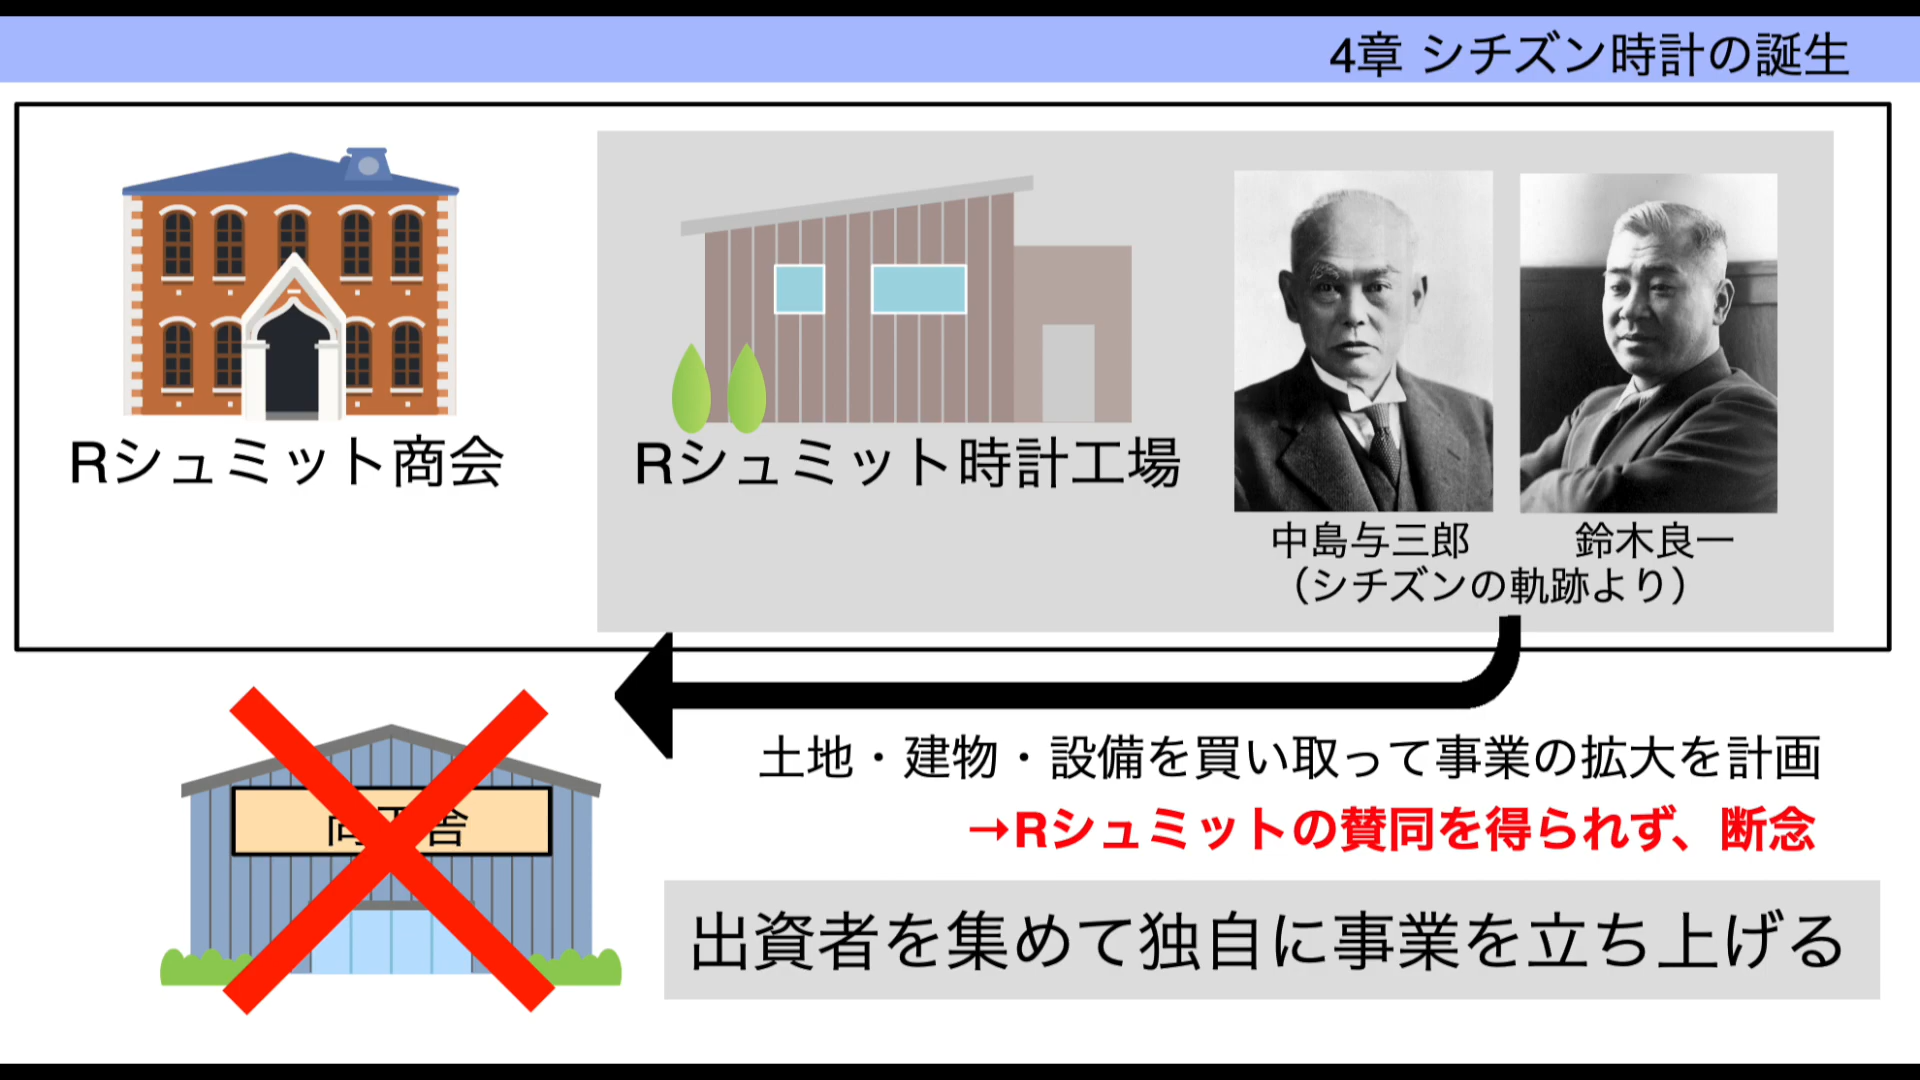 4章 シチズン時計の誕生
Rシュミット商会
Rシュミット時計工場
中島与三郎
鈴木良一
（シチズンの軌跡より）
土地・建物・設備を買い取って事業の拡大を計画
→Rシュミットの賛同を得られず、断念
出資者を集めて独自に事業を立ち上げる